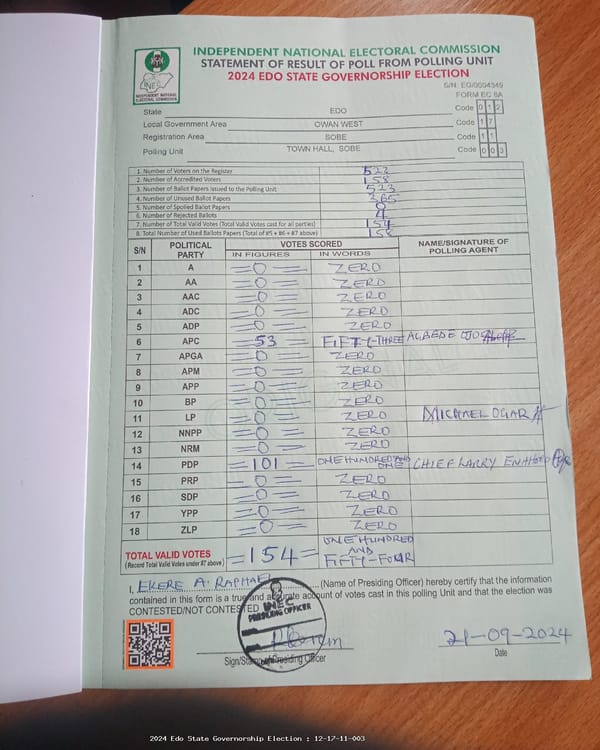 INDEPENDENT NATIONAL ELECTORAL COMMISSION
STATEMENT OF RESULT OF POLL FROM POLLING UNIT
2024 EDO STATE GOVERNORSHIP ELECTION
INEC
INDEPENDENT NATIONAL ELECTORAL COMMISSION
S/N: EG/0004349
FORM EC 8A
State EDO Code 0 1 2
Local Government Area OWAN WEST Code 1 7
Registration Area SOBE Code 1 1
Polling Unit TOWN HALL, SOBE Code 0 0 3
1. Number of Voters on the Register 522
2. Number of Accredited Voters 158
3. Number of Ballot Papers Issued to the Polling Unit 523
4. Number of Unused Ballot Papers 365
5. Number of Spoiled Ballot Papers 0
6. Number of Rejected Ballots 4
7. Number of Total Valid Votes (Total Valid Votes cast for all parties) 154
8. Total Number of Used Ballots Papers (Total of #5 + #6 + #7 above) 158
S/N POLITICAL PARTY VOTES SCORED NAME/SIGNATURE OF POLLING AGENT
IN FIGURES IN WORDS
1 A =0= ZERO
2 AA =0= ZERO
3 AAC =0= ZERO
4 ADC =0= ZERO
5 ADP =0= ZERO
6 APC =53= FIFTY-THREE AGBEDE
7 APGA =0= ZERO
8 APM =0= ZERO
9 APP =0= ZERO
10 BP =0= ZERO
11 LP =0= ZERO MICHAEL OGAR
12 NNPP =0= ZERO
13 NRM =0= ZERO
14 PDP =101= ONE HUNDRED AND ONE CHIEF LARRY
15 PRP =0= ZERO
16 SDP =0= ZERO
17 YPP =0= ZERO
18 ZLP =0= ZERO
TOTAL VALID VOTES =154= ONE HUNDRED AND FIFTY-FOUR
(Record Total Valid Votes under #7 above)
I, EKERE A. RAPHAEL (Name of Presiding Officer) hereby certify that the information
contained in this form is a true and accurate account of votes cast in this polling Unit and that the election was
CONTESTED/NOT CONTESTED
INEC
PRESIDING OFFICER
21-09-2024
Sign/Stamp of Presiding Officer Date
2024 Edo State Governorship Election : 12-17-11-003